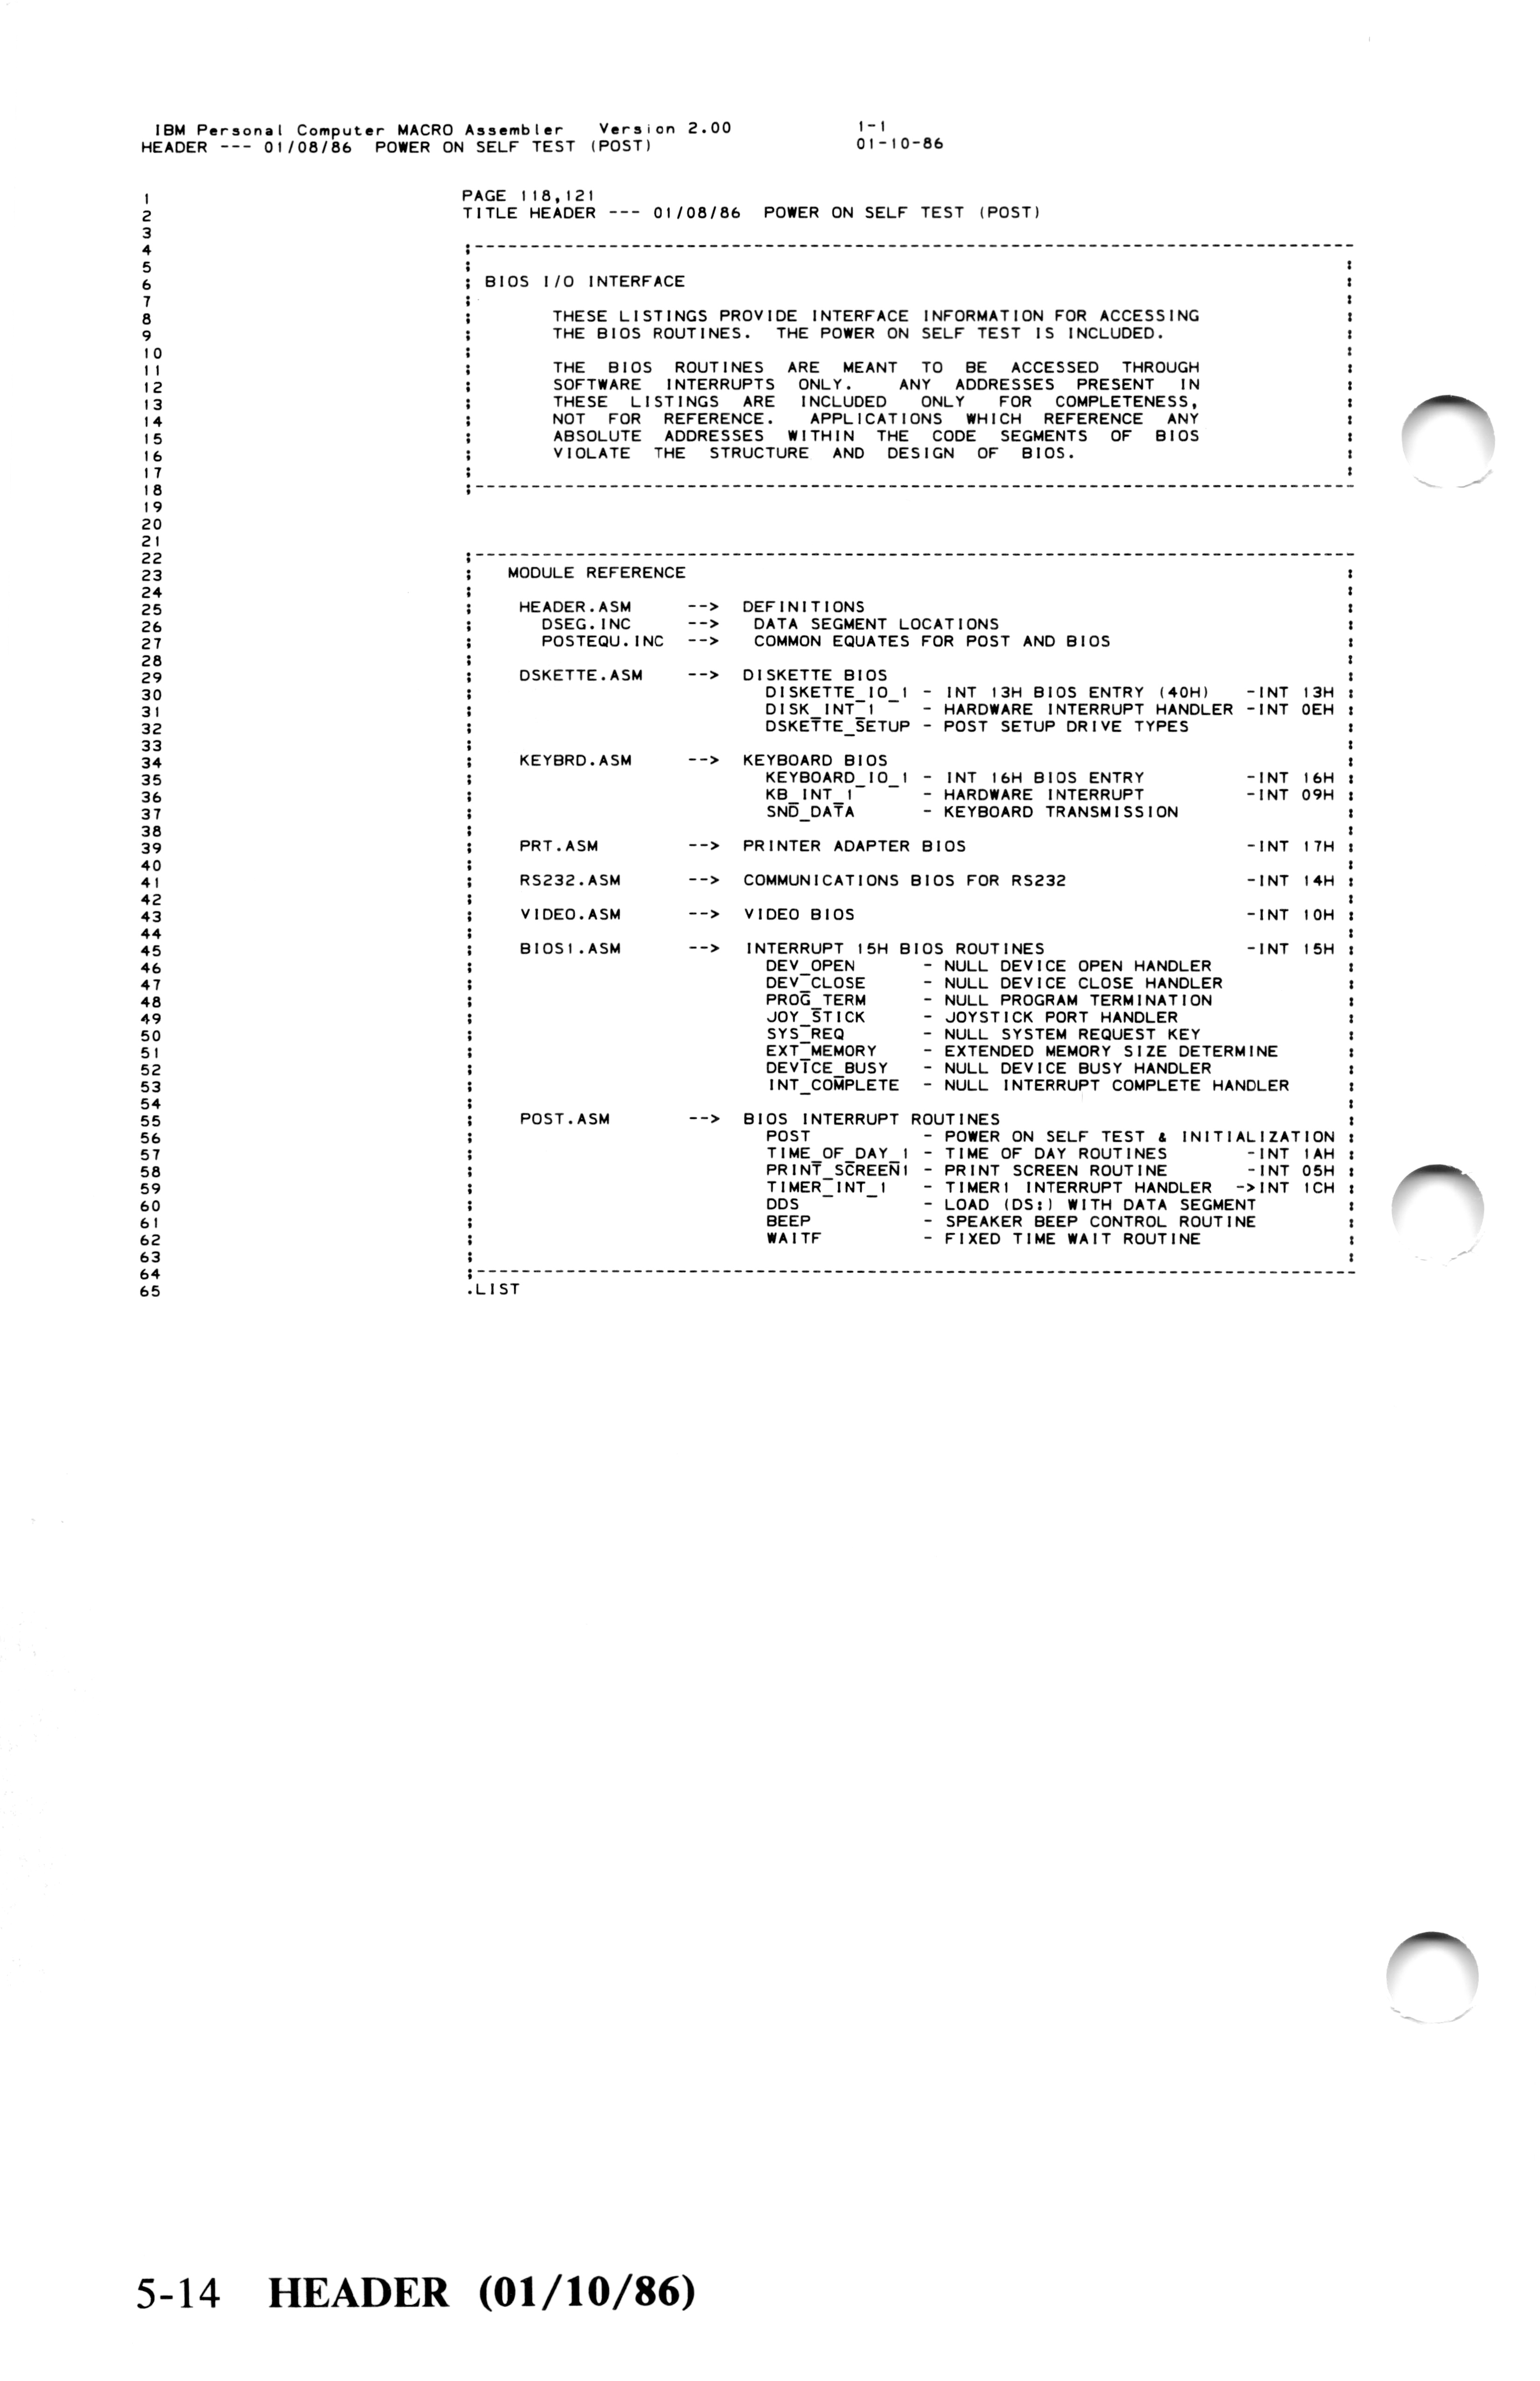 IBM Personal Computer MACRO Assembler   Version 2.00          1-1
HEADER --- 01/08/86  POWER ON SELF TEST (POST)                01-10-86
1                    PAGE 118,121
2                    TITLE HEADER --- 01/08/86  POWER ON SELF TEST (POST)
3
4                    ;-------------------------------------------------------------------------------
5                    ;                                                                              :
6                    ; BIOS I/O INTERFACE                                                           :
7                    ;                                                                              :
8                    ;       THESE LISTINGS PROVIDE INTERFACE INFORMATION FOR ACCESSING             :
9                    ;       THE BIOS ROUTINES.  THE POWER ON SELF TEST IS INCLUDED.                :
10                   ;                                                                              :
11                   ;       THE  BIOS  ROUTINES  ARE  MEANT  TO  BE  ACCESSED  THROUGH             :
12                   ;       SOFTWARE  INTERRUPTS  ONLY.    ANY  ADDRESSES  PRESENT  IN             :
13                   ;       THESE  LISTINGS  ARE  INCLUDED   ONLY   FOR  COMPLETENESS,             :
14                   ;       NOT  FOR  REFERENCE.   APPLICATIONS  WHICH  REFERENCE  ANY             :
15                   ;       ABSOLUTE  ADDRESSES  WITHIN  THE  CODE  SEGMENTS  OF  BIOS             :
16                   ;       VIOLATE  THE  STRUCTURE  AND  DESIGN  OF  BIOS.                        :
17                   ;                                                                              :
18                   ;-------------------------------------------------------------------------------
19
20
21
22                   ;-------------------------------------------------------------------------------
23                   ;   MODULE REFERENCE                                                           :
24                   ;                                                                              :
25                   ;    HEADER.ASM     -->  DEFINITIONS                                           :
26                   ;      DSEG.INC     -->   DATA SEGMENT LOCATIONS                               :
27                   ;      POSTEQU.INC  -->   COMMON EQUATES FOR POST AND BIOS                     :
28                   ;                                                                              :
29                   ;    DSKETTE.ASM    -->  DISKETTE BIOS                                         :
30                   ;                          DISKETTE_IO_1 - INT 13H BIOS ENTRY (40H)   -INT 13H :
31                   ;                          DISK_INT_1    - HARDWARE INTERRUPT HANDLER -INT 0EH :
32                   ;                          DSKETTE_SETUP - POST SETUP DRIVE TYPES              :
33                   ;                                                                              :
34                   ;    KEYBRD.ASM     -->  KEYBOARD BIOS                                         :
35                   ;                          KEYBOARD_IO_1 - INT 16H BIOS ENTRY         -INT 16H :
36                   ;                          KB_INT_1      - HARDWARE INTERRUPT         -INT 09H :
37                   ;                          SND_DATA      - KEYBOARD TRANSMISSION               :
38                   ;                                                                              :
39                   ;    PRT.ASM        -->  PRINTER ADAPTER BIOS                         -INT 17H :
40                   ;                                                                              :
41                   ;    RS232.ASM      -->  COMMUNICATIONS BIOS FOR RS232                -INT 14H :
42                   ;                                                                              :
43                   ;    VIDEO.ASM      -->  VIDEO BIOS                                   -INT 10H :
44                   ;                                                                              :
45                   ;    BIOS1.ASM      -->  INTERRUPT 15H BIOS ROUTINES                  -INT 15H :
46                   ;                          DEV_OPEN      - NULL DEVICE OPEN HANDLER            :
47                   ;                          DEV_CLOSE     - NULL DEVICE CLOSE HANDLER           :
48                   ;                          PROG_TERM     - NULL PROGRAM TERMINATION            :
49                   ;                          JOY_STICK     - JOYSTICK PORT HANDLER               :
50                   ;                          SYS_REQ       - NULL SYSTEM REQUEST KEY             :
51                   ;                          EXT_MEMORY    - EXTENDED MEMORY SIZE DETERMINE      :
52                   ;                          DEVICE_BUSY   - NULL DEVICE BUSY HANDLER            :
53                   ;                          INT_COMPLETE  - NULL INTERRUPT COMPLETE HANDLER     :
54                   ;                                                                              :
55                   ;    POST.ASM       -->  BIOS INTERRUPT ROUTINES                               :
56                   ;                          POST          - POWER ON SELF TEST & INITIALIZATION :
57                   ;                          TIME_OF_DAY_1 - TIME OF DAY ROUTINES       -INT 1AH :
58                   ;                          PRINT_SCREEN1 - PRINT SCREEN ROUTINE       -INT 05H :
59                   ;                          TIMER_INT_1   - TIMER1 INTERRUPT HANDLER  ->INT 1CH :
60                   ;                          DDS           - LOAD (DS:) WITH DATA SEGMENT        :
61                   ;                          BEEP          - SPEAKER BEEP CONTROL ROUTINE        :
62                   ;                          WAITF         - FIXED TIME WAIT ROUTINE             :
63                   ;                                                                              :
64                   ;-------------------------------------------------------------------------------
65                   .LIST
5-14  HEADER  (01/10/86)